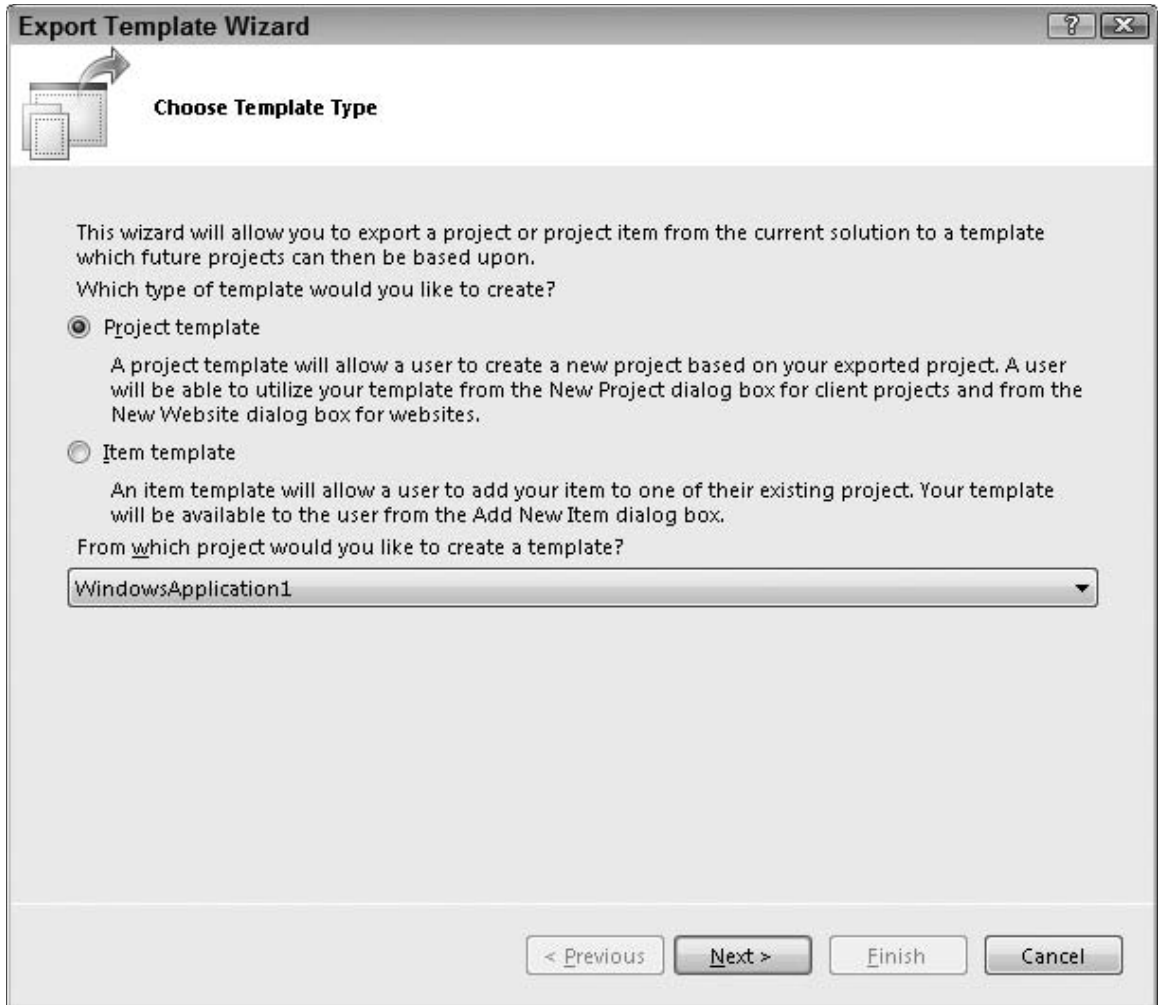 Export Template Wizard
Choose Template Type
This wizard will allow you to export a project or project item from the current solution to a template
which future projects can then be based upon.
Which type of template would you like to create?
Project template
A project template will allow a user to create a new project based on your exported project. A user
will be able to utilize your template from the New Project dialog box for client projects and from the
New Website dialog box for websites.
Item template
An item template will allow a user to add your item to one of their existing project. Your template
will be available to the user from the Add New Item dialog box.
From which project would you like to create a template?
WindowsApplication1
< Previous Next > Finish Cancel